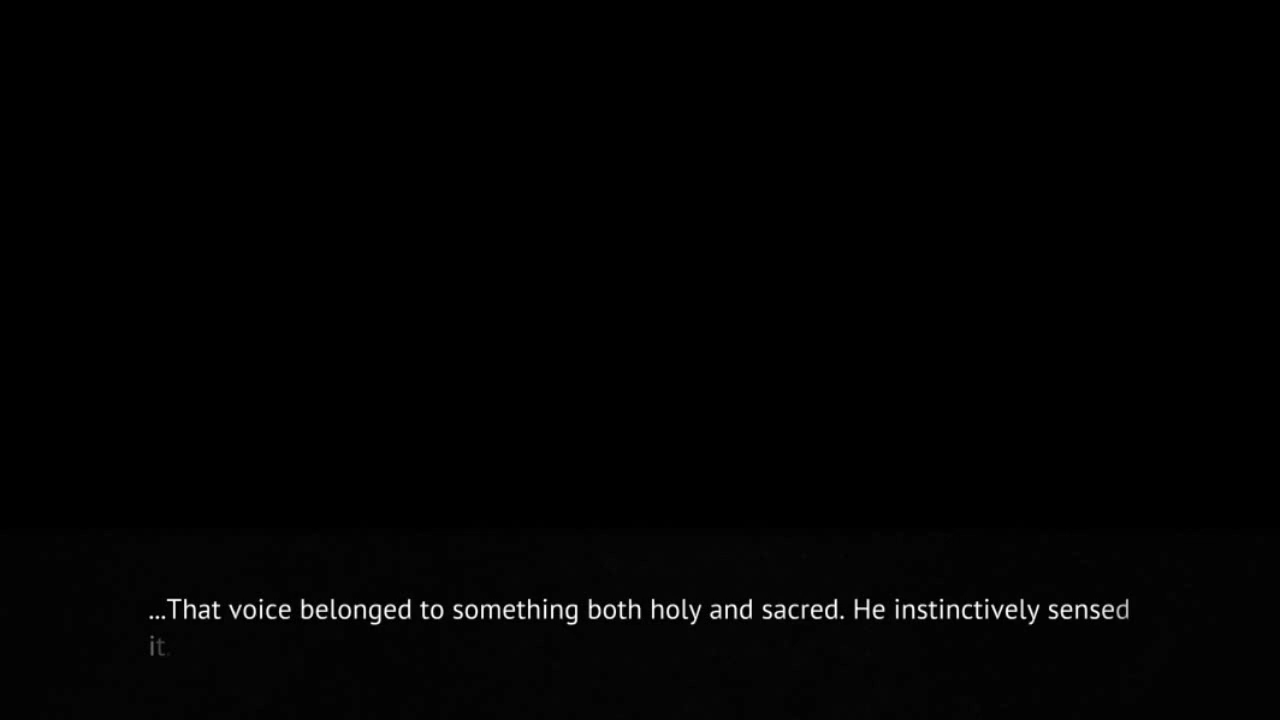 ...That voice belonged to something both holy and sacred. He instinctively sensed
it.